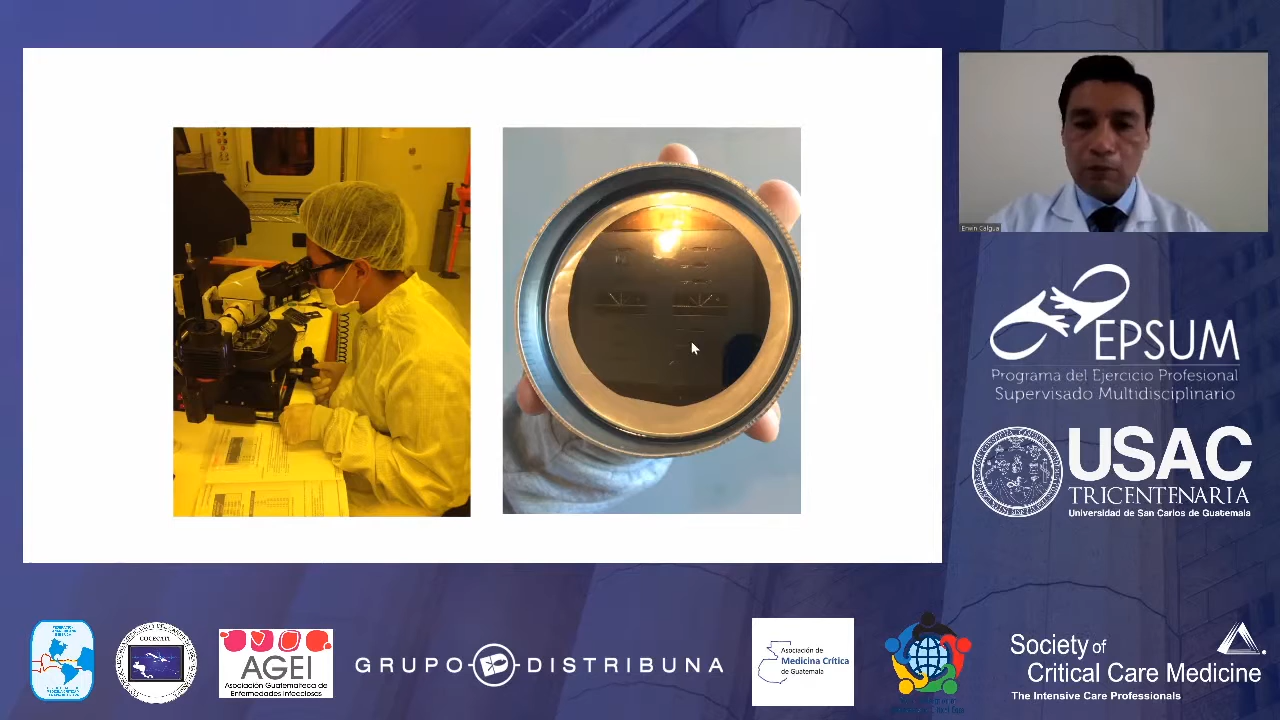 Erwin Calgua
EPSUM
Programa del Ejercicio Profesional
Supervisado Multidisciplinario
USAC
TRICENTENARIA
Universidad de San Carlos de Guatemala
AGEI
Asociación Guatemalteca de
Enfermedades Infecciosas
GRUPO DISTRIBUNA
Asociación de
Medicina Crítica
de Guatemala
Society of
Critical Care Medicine
The Intensive Care Professionals